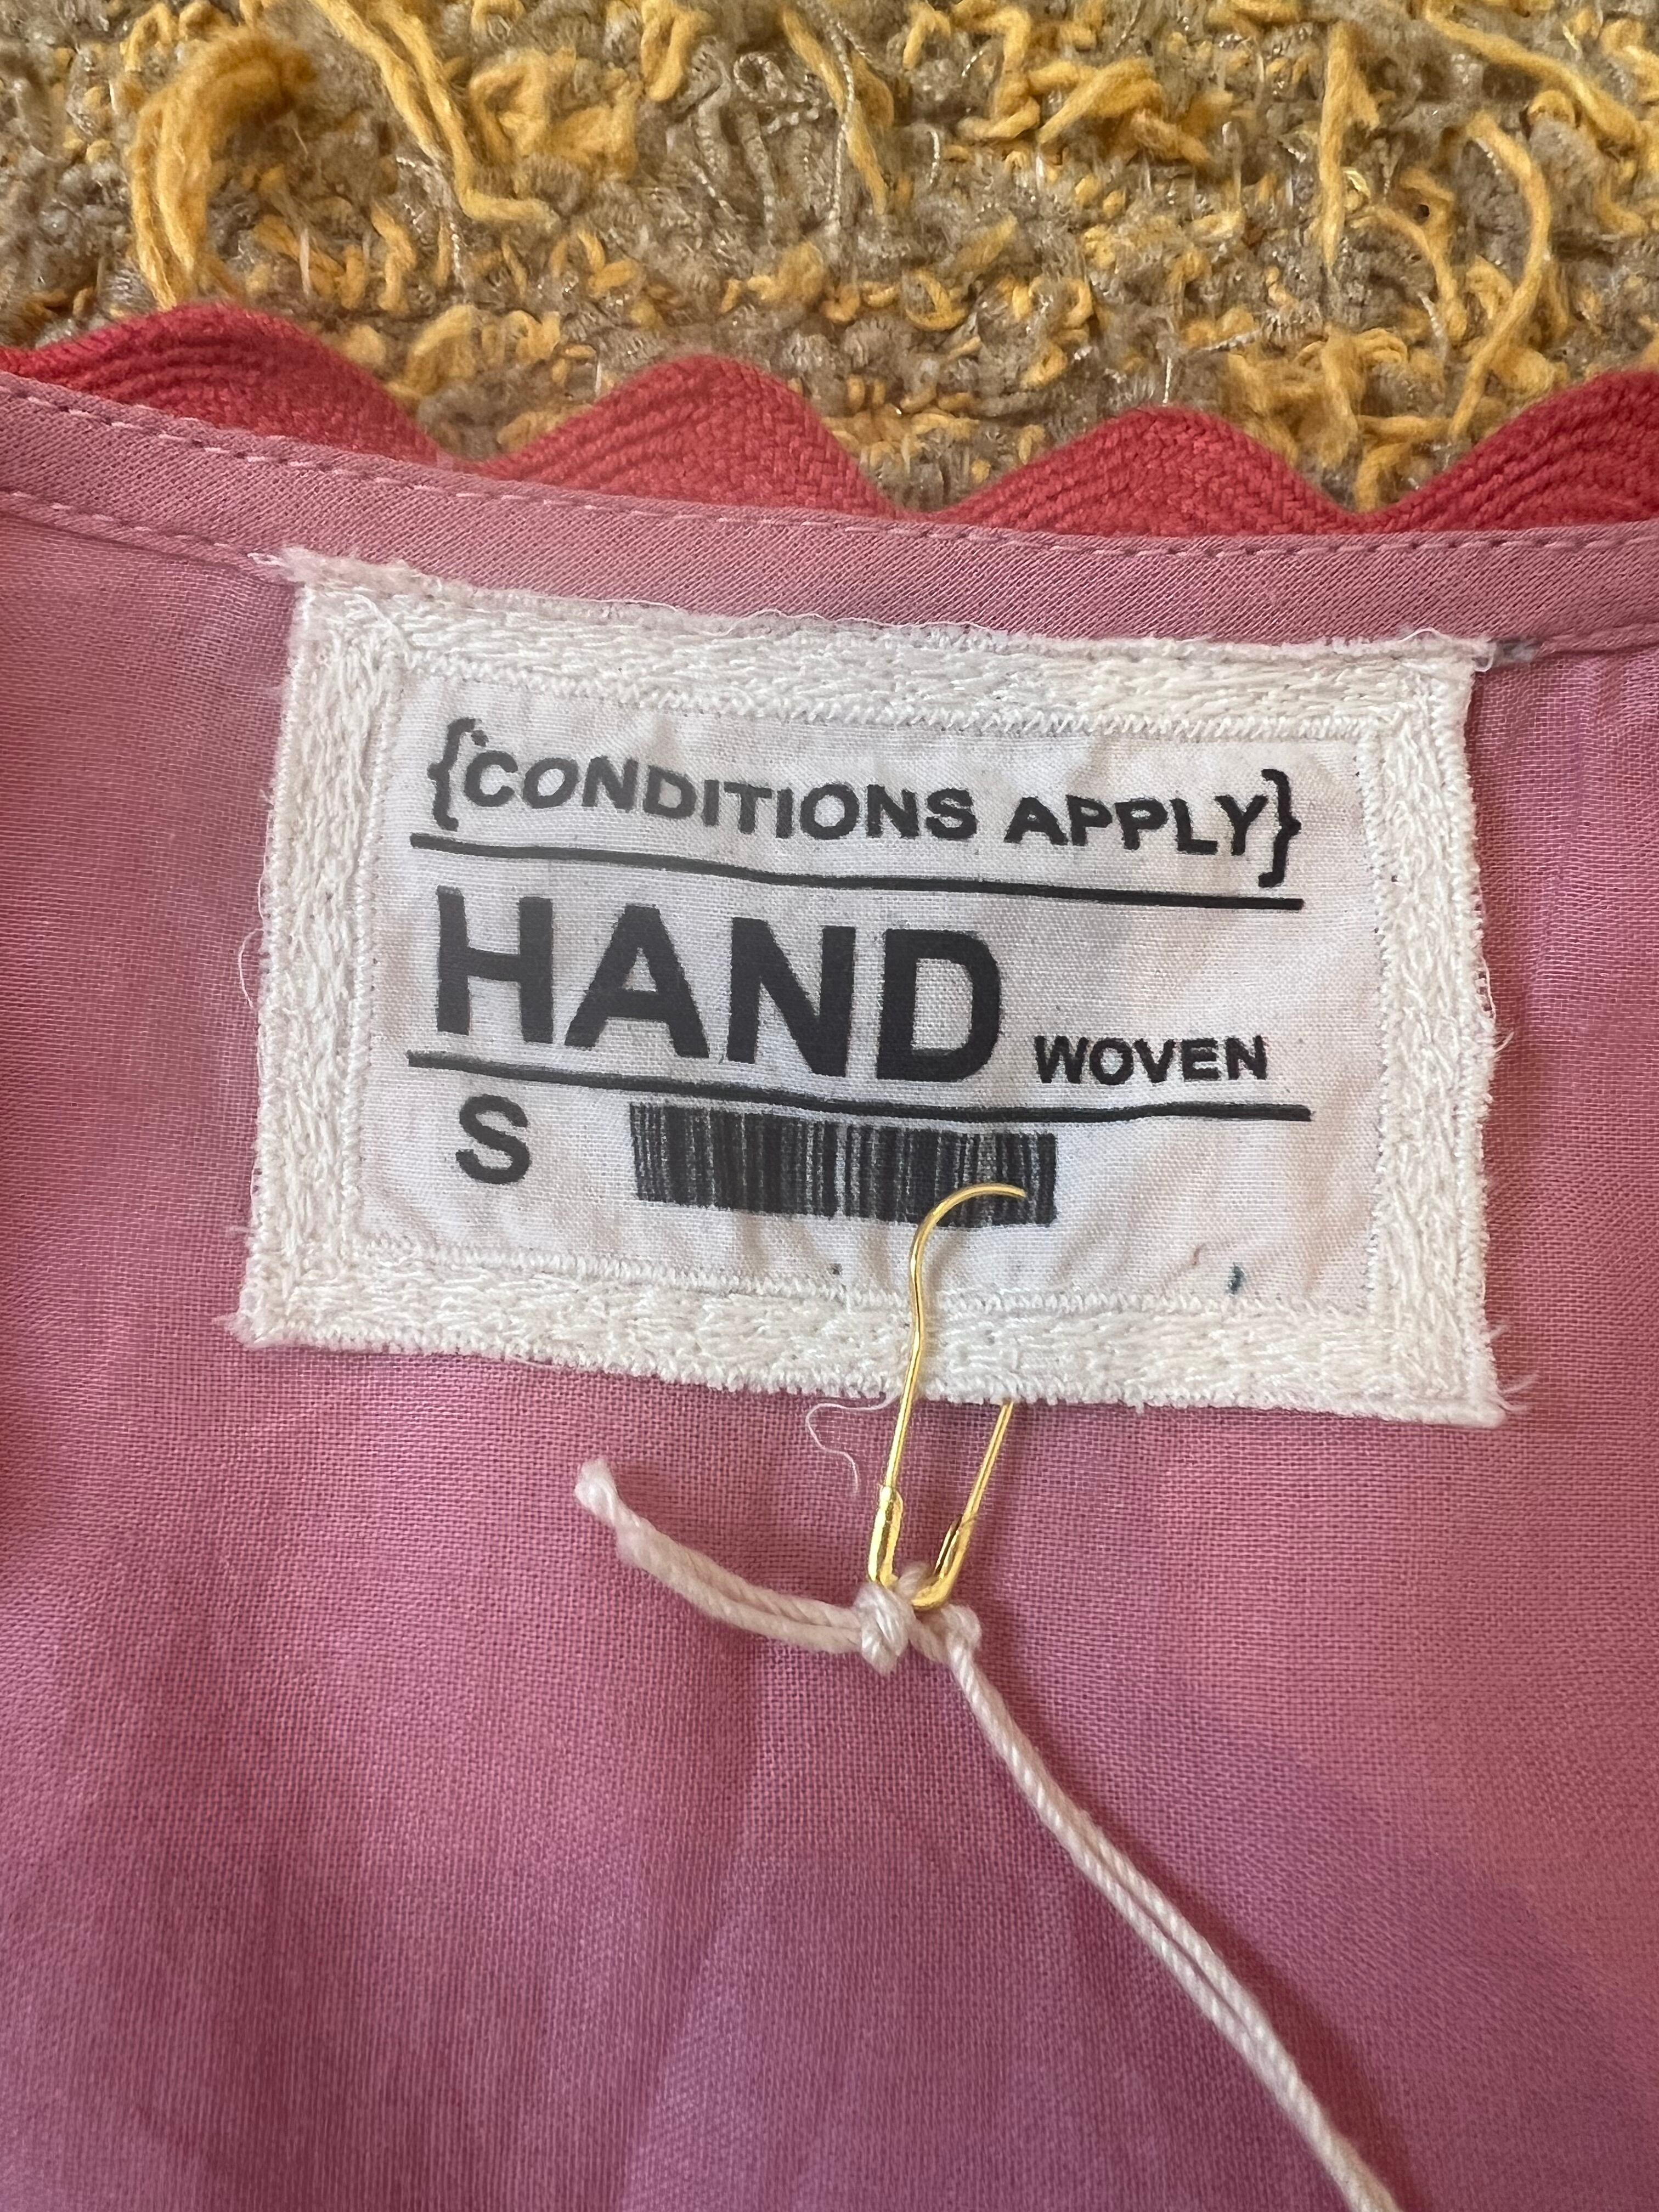 {CONDITIONS APPLY}
HAND WOVEN
S